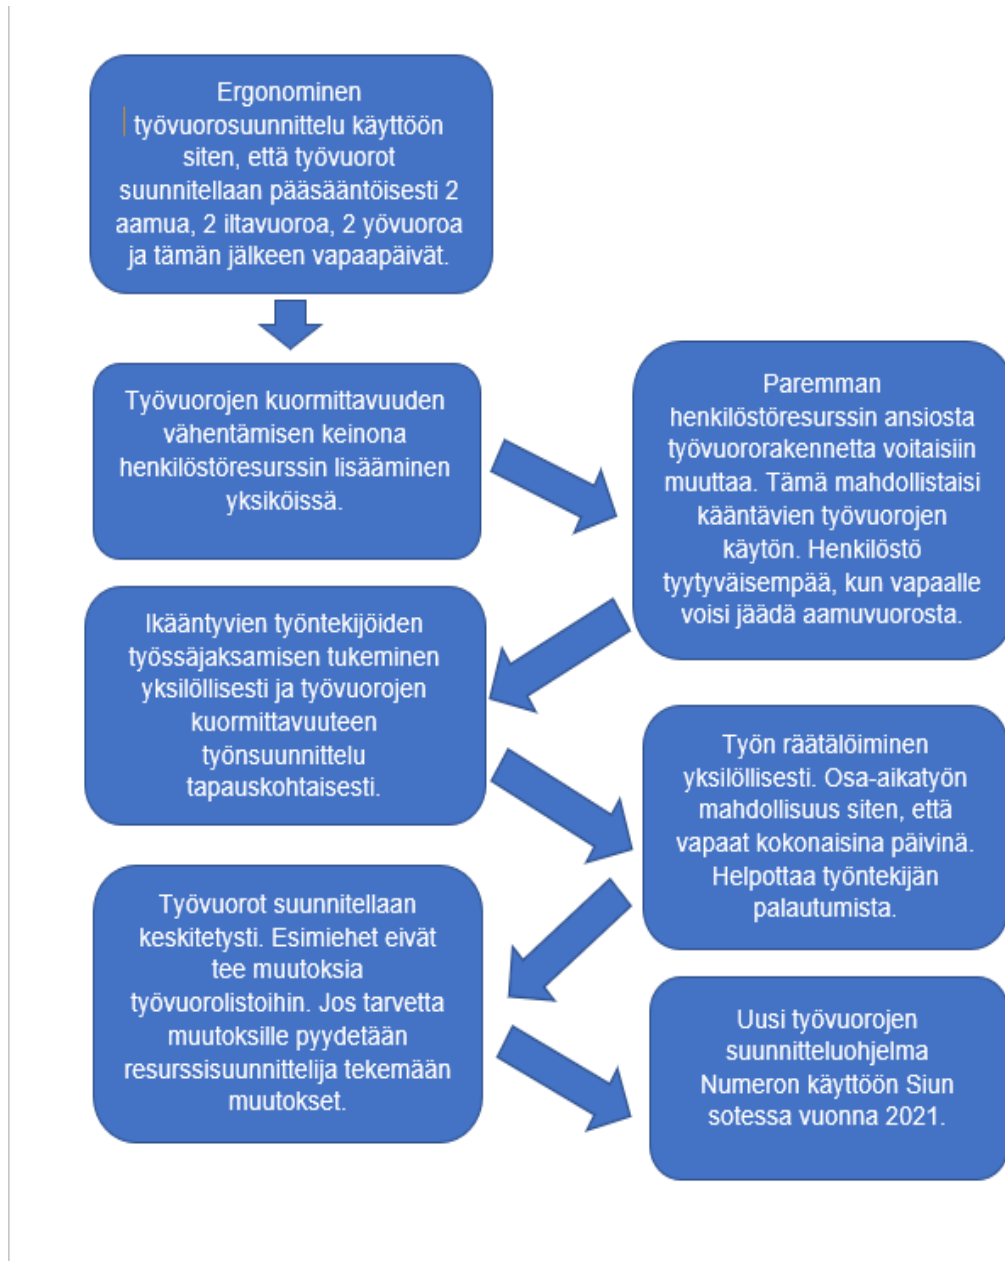 Ergonominen
työvuorosuunnittelu käyttöön
siten, että työvuorot
suunnitellaan pääsääntöisesti 2
aamua, 2 iltavuoroa, 2 yövuoroa
ja tämän jälkeen vapaapäivät.
Työvuorojen kuormittavuuden
vähentämisen keinona
henkilöstöresurssin lisääminen
yksiköissä.
Paremman
henkilöstöresurssin ansiosta
työvuororakennetta voitaisiin
muuttaa. Tämä mahdollistaisi
kääntävien työvuorojen
käytön. Henkilöstö
tyytyväisempää, kun vapaalle
voisi jäädä aamuvuorosta.
Ikääntyvien työntekijöiden
työssäjaksamisen tukeminen
yksilöllisesti ja työvuorojen
kuormittavuuteen
työnsuunnittelu
tapauskohtaisesti.
Työn räätälöiminen
yksilöllisesti. Osa-aikatyön
mahdollisuus siten, että
vapaat kokonaisina päivinä.
Helpottaa työntekijän
palautumista.
Työvuorot suunnitellaan
keskitetysti. Esimiehet eivät
tee muutoksia
työvuorolistoihin. Jos tarvetta
muutoksille pyydetään
resurssisuunnittelija tekemään
muutokset.
Uusi työvuorojen
suunnitteluohjelma
Numeron käyttöön Siun
sotessa vuonna 2021.